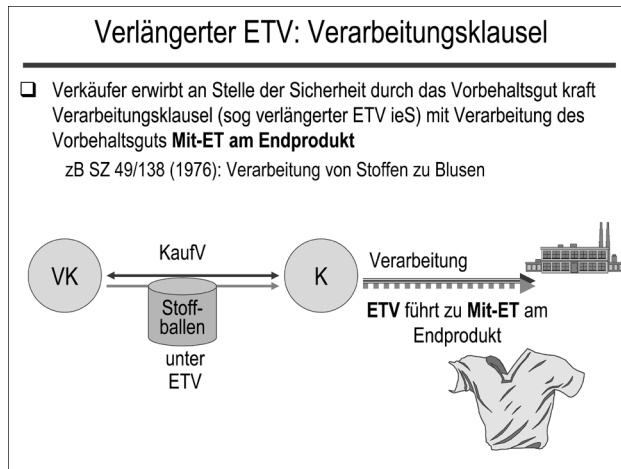 Verlängerter ETV: Verarbeitungsklausel
Verkäufer erwirbt an Stelle der Sicherheit durch das Vorbehaltsgut kraft
Verarbeitungsklausel (sog verlängerter ETV ieS) mit Verarbeitung des
Vorbehaltsguts Mit-ET am Endprodukt
zB SZ 49/138 (1976): Verarbeitung von Stoffen zu Blusen
VK
KaufV
Stoff-
ballen
unter
ETV
K
Verarbeitung
ETV führt zu Mit-ET am
Endprodukt